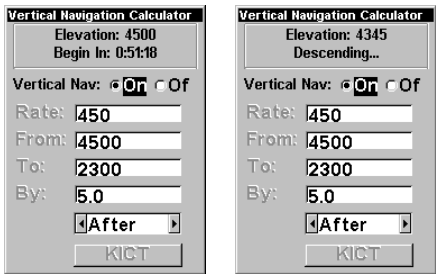 Vertical Navigation Calculator
Elevation: 4500
Begin In: 0:51:18
Vertical Nav: On Of
Rate: 450
From: 4500
To: 2300
By: 5.0
After
KICT
Vertical Navigation Calculator
Elevation: 4345
Descending...
Vertical Nav: On Of
Rate: 450
From: 4500
To: 2300
By: 5.0
After
KICT